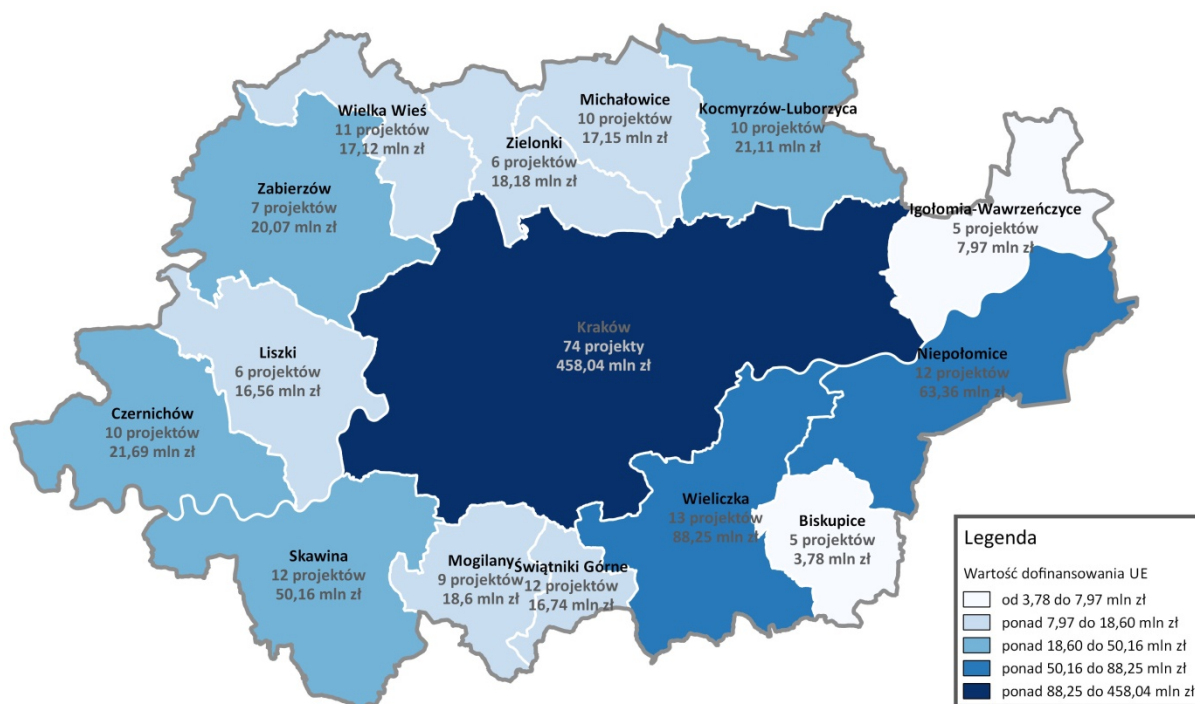 Wielka Wieś
11 projektów
17,12 mln zł
Michałowice
10 projektów
17,15 mln zł
Kocmyrzów-Luborzyca
10 projektów
21,11 mln zł
Zielonki
6 projektów
18,18 mln zł
Zabierzów
7 projektów
20,07 mln zł
Igołomia-Wawrzeńczyce
5 projektów
7,97 mln zł
Kraków
74 projekty
458,04 mln zł
Liszki
6 projektów
16,56 mln zł
Niepołomice
12 projektów
63,36 mln zł
Czernichów
10 projektów
21,69 mln zł
Wieliczka
13 projektów
88,25 mln zł
Biskupice
5 projektów
3,78 mln zł
Skawina
12 projektów
50,16 mln zł
Mogilany
9 projektów
18,6 mln zł
Świątniki Górne
12 projektów
16,74 mln zł
Legenda
Wartość dofinansowania UE
od 3,78 do 7,97 mln zł
ponad 7,97 do 18,60 mln zł
ponad 18,60 do 50,16 mln zł
ponad 50,16 do 88,25 mln zł
ponad 88,25 do 458,04 mln zł